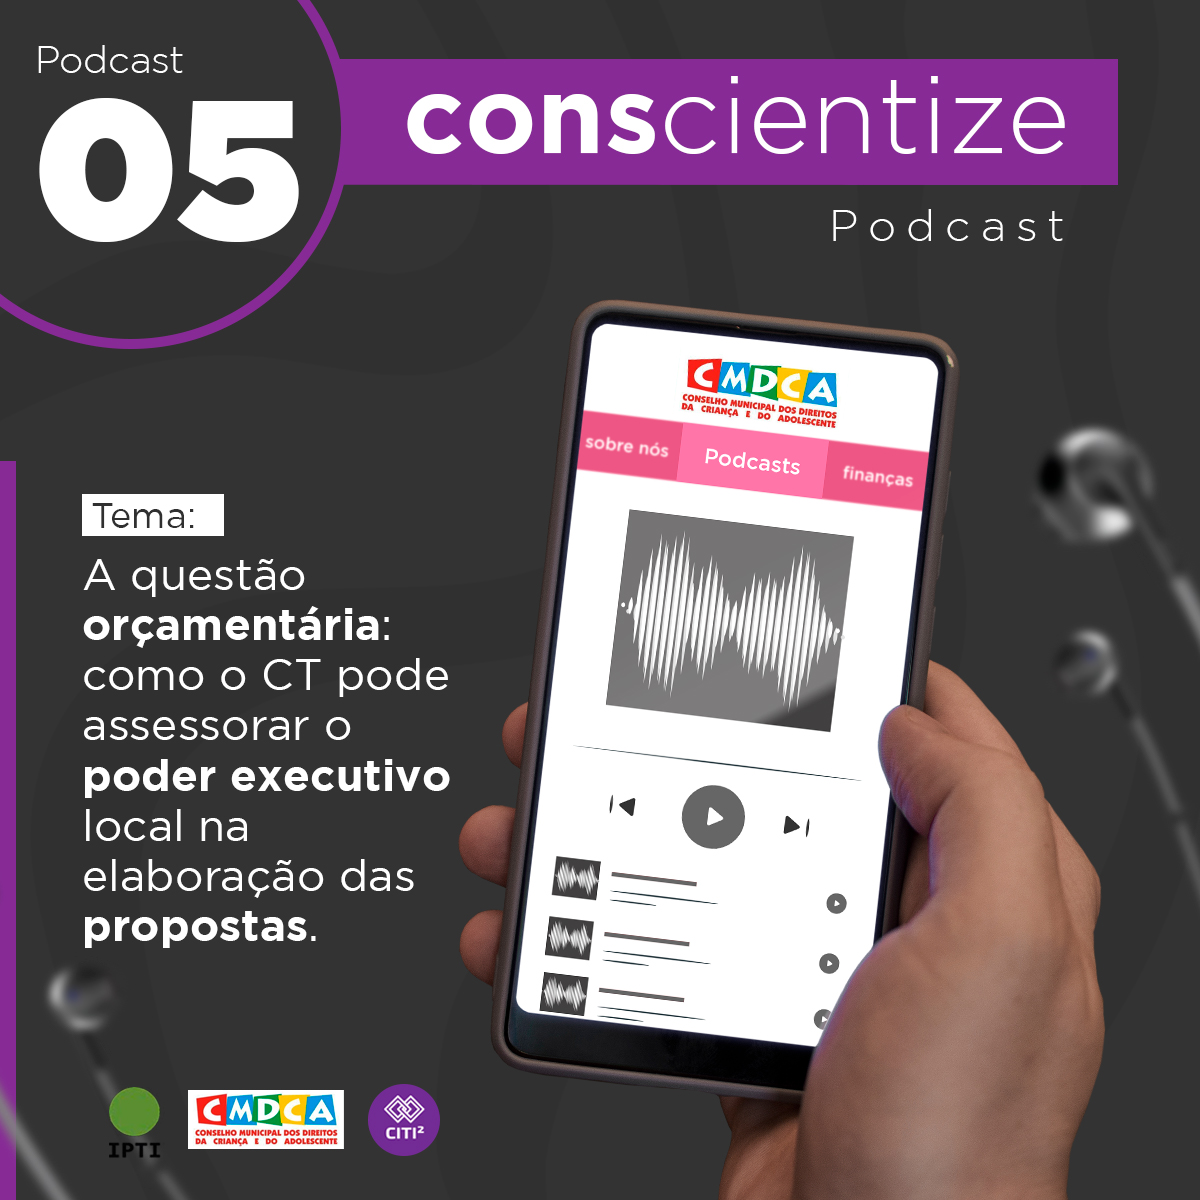 Podcast
05
conscientize
Podcast
CMDCA
CONSELHO MUNICIPAL DOS DIREITOS
DA CRIANÇA E DO ADOLESCENTE
sobre nós
Podcasts
finanças
Tema:
A questão
orçamentária:
como o CT pode
assessorar o
poder executivo
local na
elaboração das
propostas.
IPTI
CMDCA
CONSELHO MUNICIPAL DOS DIREITOS
DA CRIANÇA E DO ADOLESCENTE
CITI²